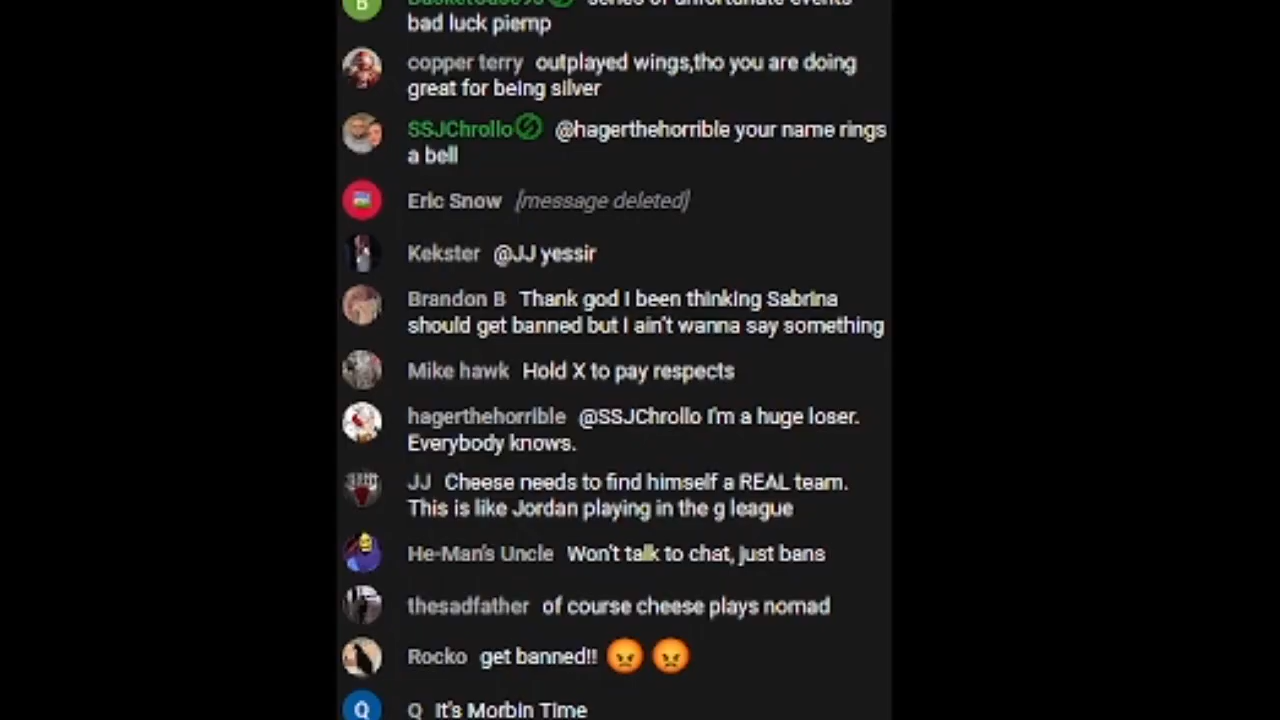 B
series of unfortunate events
bad luck piemp
copper terry outplayed wings,tho you are doing
great for being silver
SSJChrollo @hagerthehorrible your name rings
a bell
Eric Snow [message deleted]
Kekster @JJ yessir
Brandon B Thank god I been thinking Sabrina
should get banned but I ain't wanna say something
Mike hawk Hold X to pay respects
hagerthehorrible @SSJChrollo I'm a huge loser.
Everybody knows.
JJ Cheese needs to find himself a REAL team.
This is like Jordan playing in the g league
He-Man's Uncle Won't talk to chat, just bans
thesadfather of course cheese plays nomad
Rocko get banned!! 😡 😡
Q Q It's Morbin Time